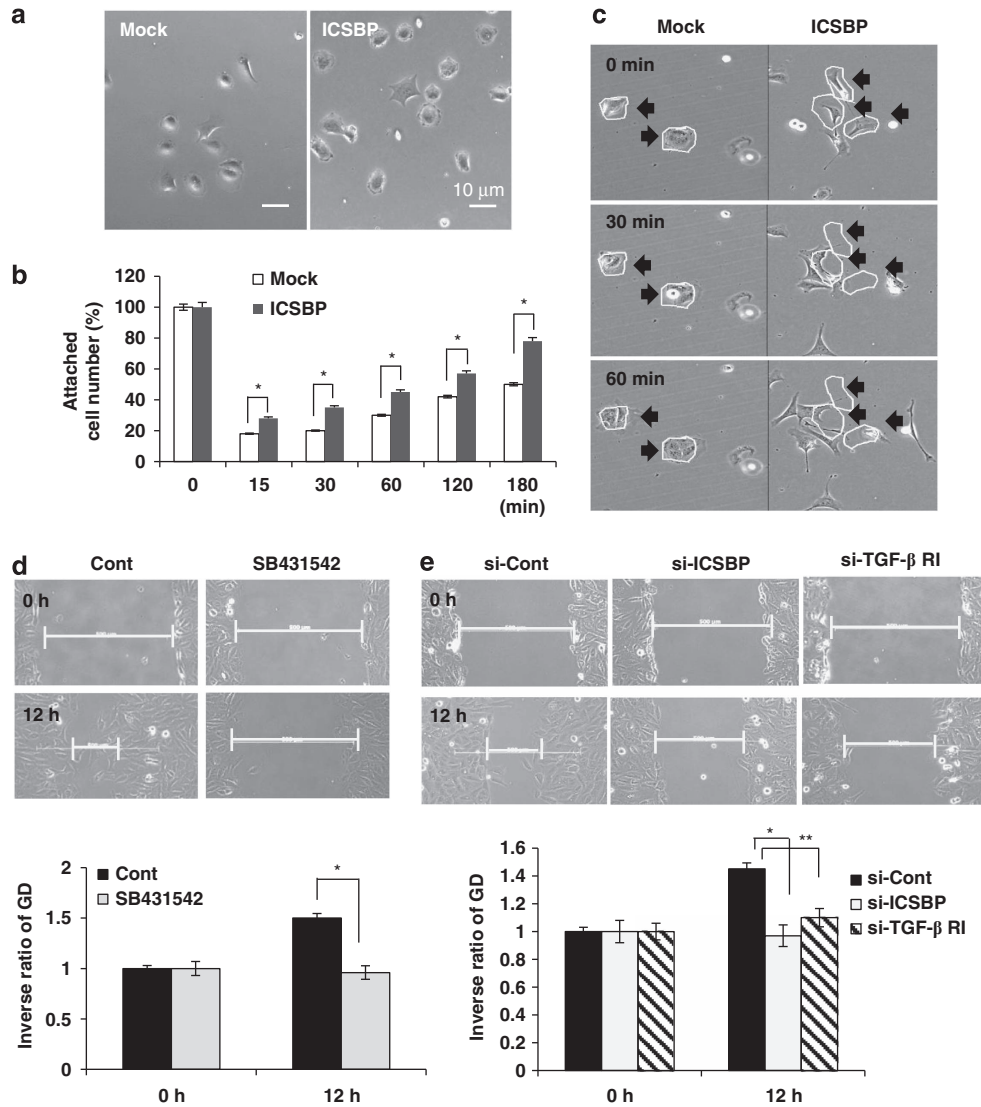 a
Mock
ICSBP
10 μm
b
Attached
cell number (%)
120
100
80
60
40
20
0
Mock
ICSBP
*
*
*
*
*
0 15 30 60 120 180
(min)
c
Mock ICSBP
0 min
30 min
60 min
d
Cont SB431542
0 h
12 h
Inverse ratio of GD
2
1.5
1
0.5
0
Cont
SB431542
*
0 h 12 h
e
si-Cont si-ICSBP si-TGF-β RI
0 h
12 h
Inverse ratio of GD
1.6
1.4
1.2
1
0.8
0.6
0.4
0.2
0
*
**
si-Cont
si-ICSBP
si-TGF-β RI
0 h 12 h